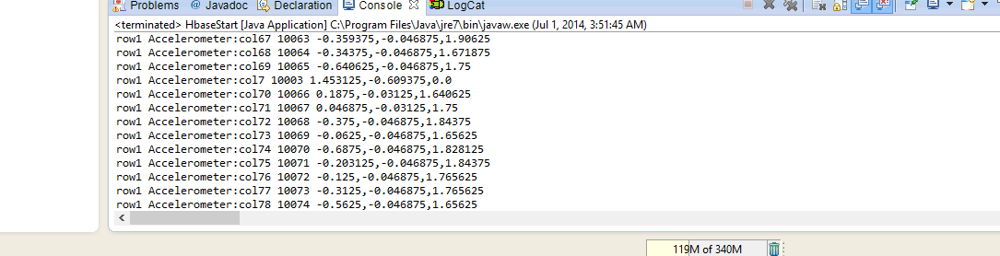 Problems @ Javadoc Declaration Console LogCat
<terminated> HbaseStart [Java Application] C:\Program Files\Java\jre7\bin\javaw.exe (Jul 1, 2014, 3:51:45 AM)
row1 Accelerometer:col67 10063 -0.359375,-0.046875,1.90625
row1 Accelerometer:col68 10064 -0.34375,-0.046875,1.671875
row1 Accelerometer:col69 10065 -0.640625,-0.046875,1.75
row1 Accelerometer:col7 10003 1.453125,-0.609375,0.0
row1 Accelerometer:col70 10066 0.1875,-0.03125,1.640625
row1 Accelerometer:col71 10067 0.046875,-0.03125,1.75
row1 Accelerometer:col72 10068 -0.375,-0.046875,1.84375
row1 Accelerometer:col73 10069 -0.0625,-0.046875,1.65625
row1 Accelerometer:col74 10070 -0.6875,-0.046875,1.828125
row1 Accelerometer:col75 10071 -0.203125,-0.046875,1.84375
row1 Accelerometer:col76 10072 -0.125,-0.046875,1.765625
row1 Accelerometer:col77 10073 -0.3125,-0.046875,1.765625
row1 Accelerometer:col78 10074 -0.5625,-0.046875,1.65625
119M of 340M